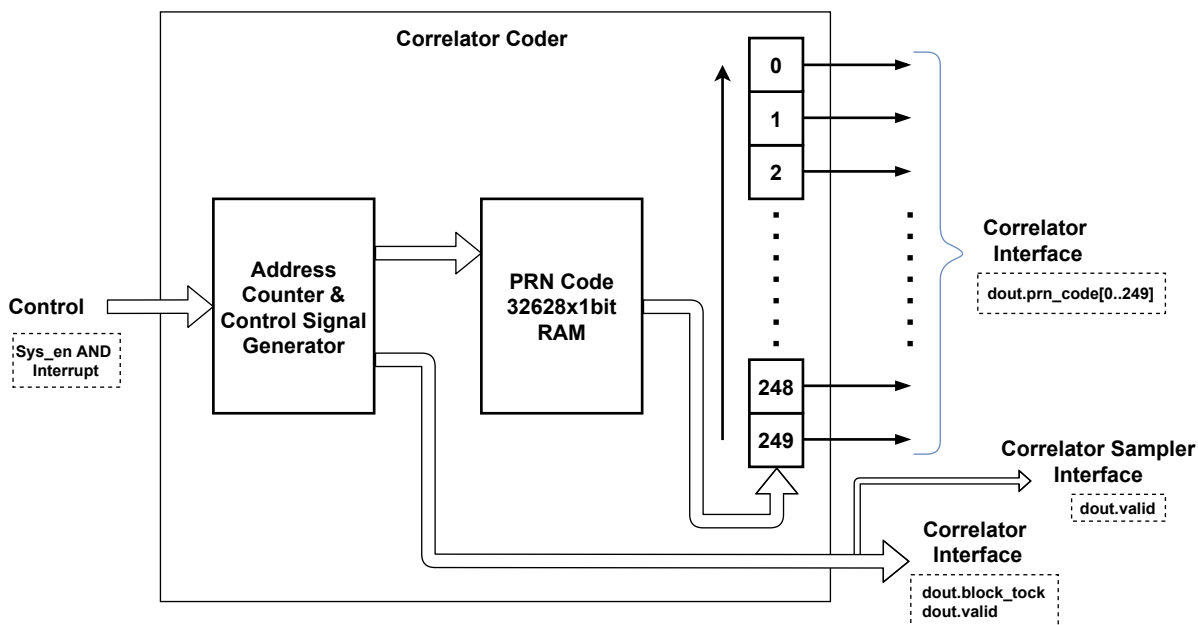 Correlator Coder
0
1
2
248
249
Control
Sys_en AND
Interrupt
Address
Counter &
Control Signal
Generator
PRN Code
32628x1bit
RAM
Correlator
Interface
dout.prn_code[0..249]
Correlator Sampler
Interface
dout.valid
Correlator
Interface
dout.block_tock
dout.valid